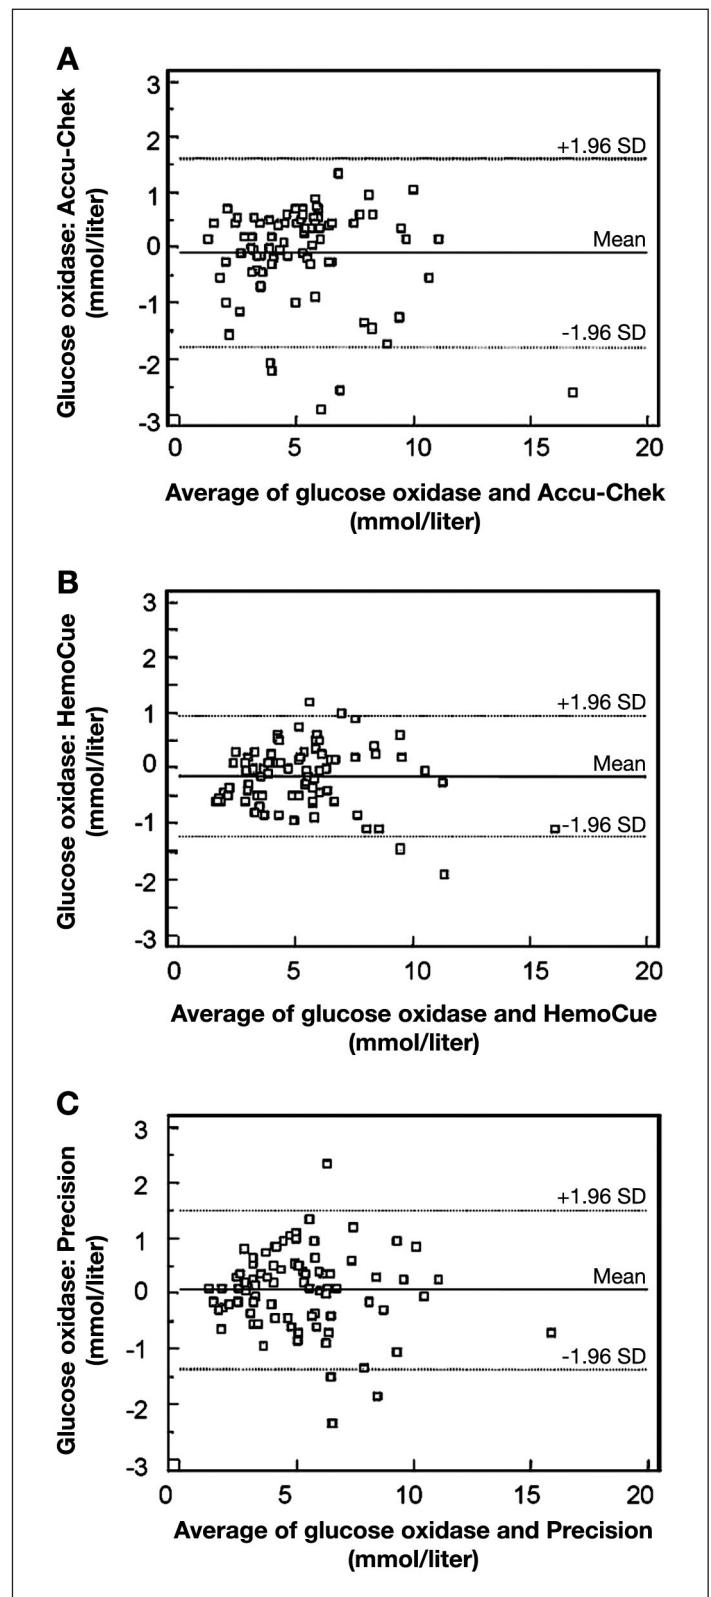 A
Glucose oxidase: Accu-Chek
(mmol/liter)
3
2
1
0
-1
-2
-3
+1.96 SD
Mean
-1.96 SD
0 5 10 15 20
Average of glucose oxidase and Accu-Chek
(mmol/liter)
B
Glucose oxidase: HemoCue
(mmol/liter)
3
2
1
0
-1
-2
-3
+1.96 SD
Mean
-1.96 SD
0 5 10 15 20
Average of glucose oxidase and HemoCue
(mmol/liter)
C
Glucose oxidase: Precision
(mmol/liter)
3
2
1
0
-1
-2
-3
+1.96 SD
Mean
-1.96 SD
0 5 10 15 20
Average of glucose oxidase and Precision
(mmol/liter)